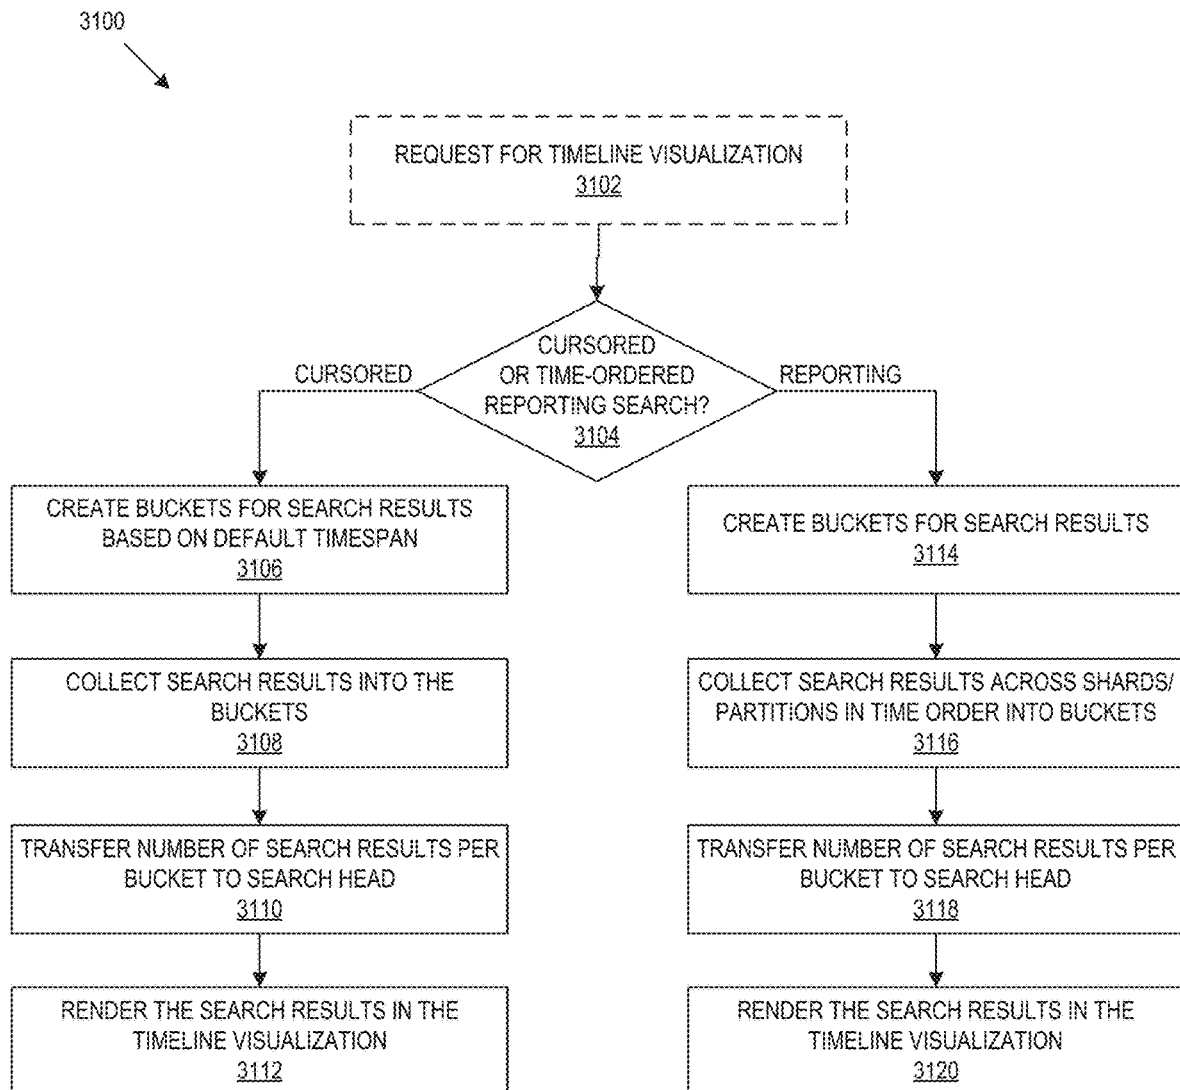 3100
REQUEST FOR TIMELINE VISUALIZATION
3102
CURSORED
OR TIME-ORDERED
REPORTING SEARCH?
3104
CURSORED
REPORTING
CREATE BUCKETS FOR SEARCH RESULTS
BASED ON DEFAULT TIMESPAN
3106
COLLECT SEARCH RESULTS INTO THE
BUCKETS
3108
TRANSFER NUMBER OF SEARCH RESULTS PER
BUCKET TO SEARCH HEAD
3110
RENDER THE SEARCH RESULTS IN THE
TIMELINE VISUALIZATION
3112
CREATE BUCKETS FOR SEARCH RESULTS
3114
COLLECT SEARCH RESULTS ACROSS SHARDS/
PARTITIONS IN TIME ORDER INTO BUCKETS
3116
TRANSFER NUMBER OF SEARCH RESULTS PER
BUCKET TO SEARCH HEAD
3118
RENDER THE SEARCH RESULTS IN THE
TIMELINE VISUALIZATION
3120